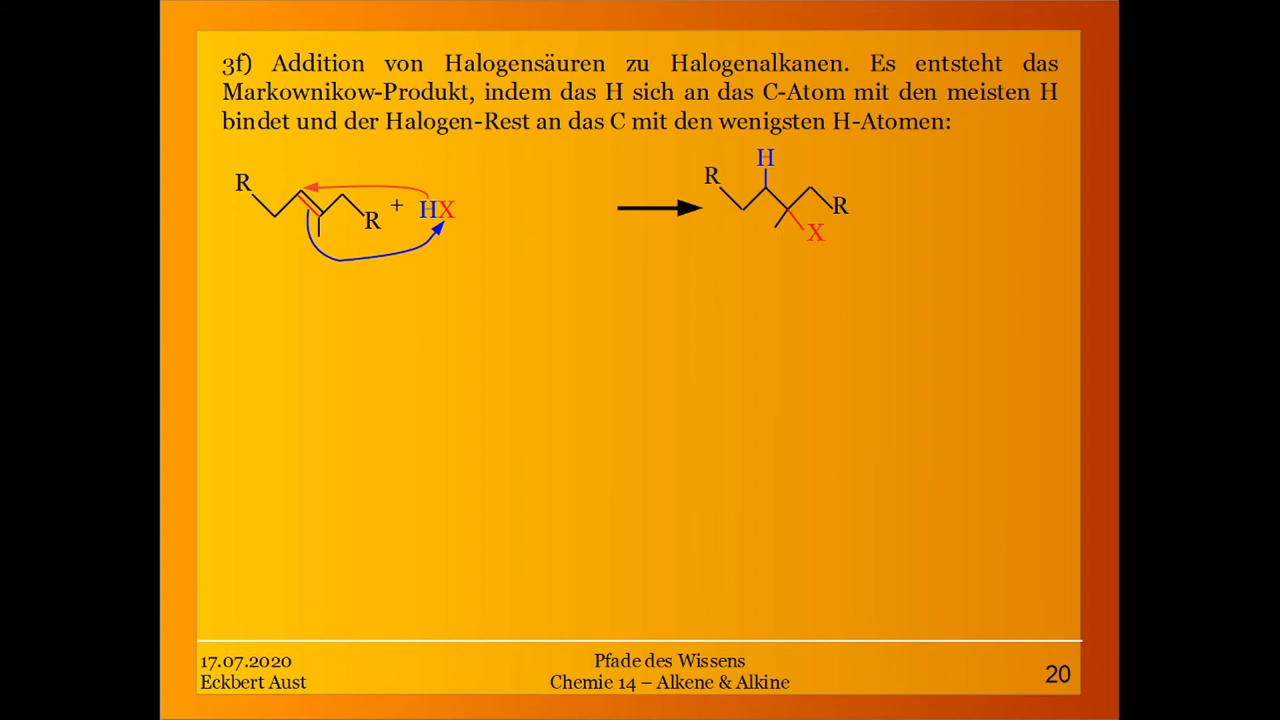 3f) Addition von Halogensäuren zu Halogenalkanen. Es entsteht das
Markownikow-Produkt, indem das H sich an das C-Atom mit den meisten H
bindet und der Halogen-Rest an das C mit den wenigsten H-Atomen:
R
R
+
HX
R
H
R
X
17.07.2020
Eckbert Aust
Pfade des Wissens
Chemie 14 – Alkene & Alkine
20